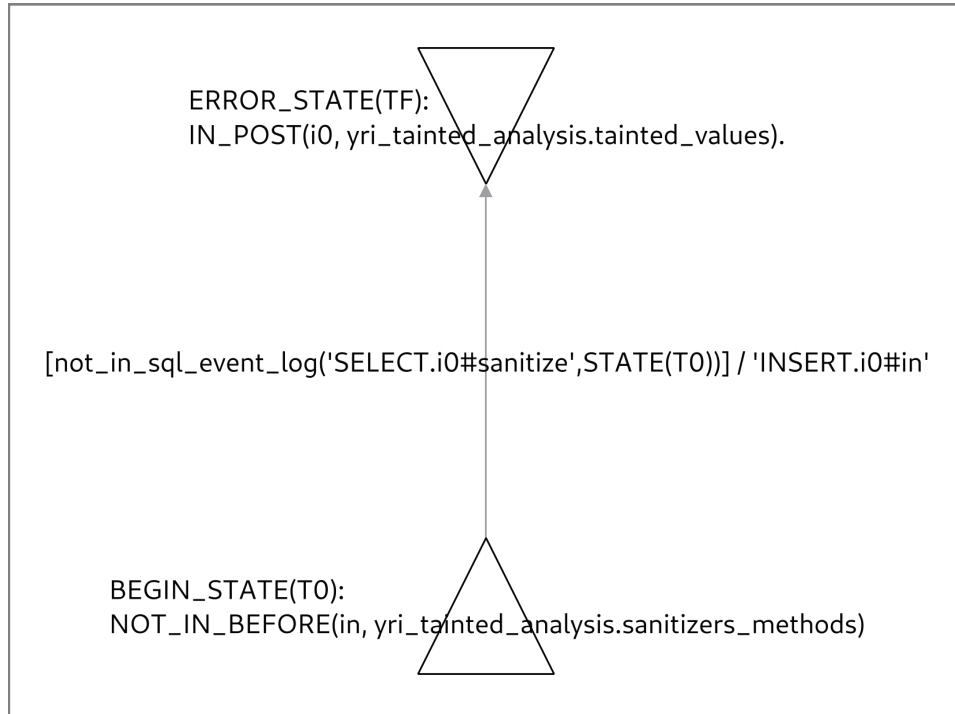 ERROR_STATE(TF):
IN_POST(i0, yri_tainted_analysis.tainted_values).
[not_in_sql_event_log('SELECT.i0#sanitize',STATE(T0))] / 'INSERT.i0#in'
BEGIN_STATE(T0):
NOT_IN_BEFORE(in, yri_tainted_analysis.sanitizers_methods)